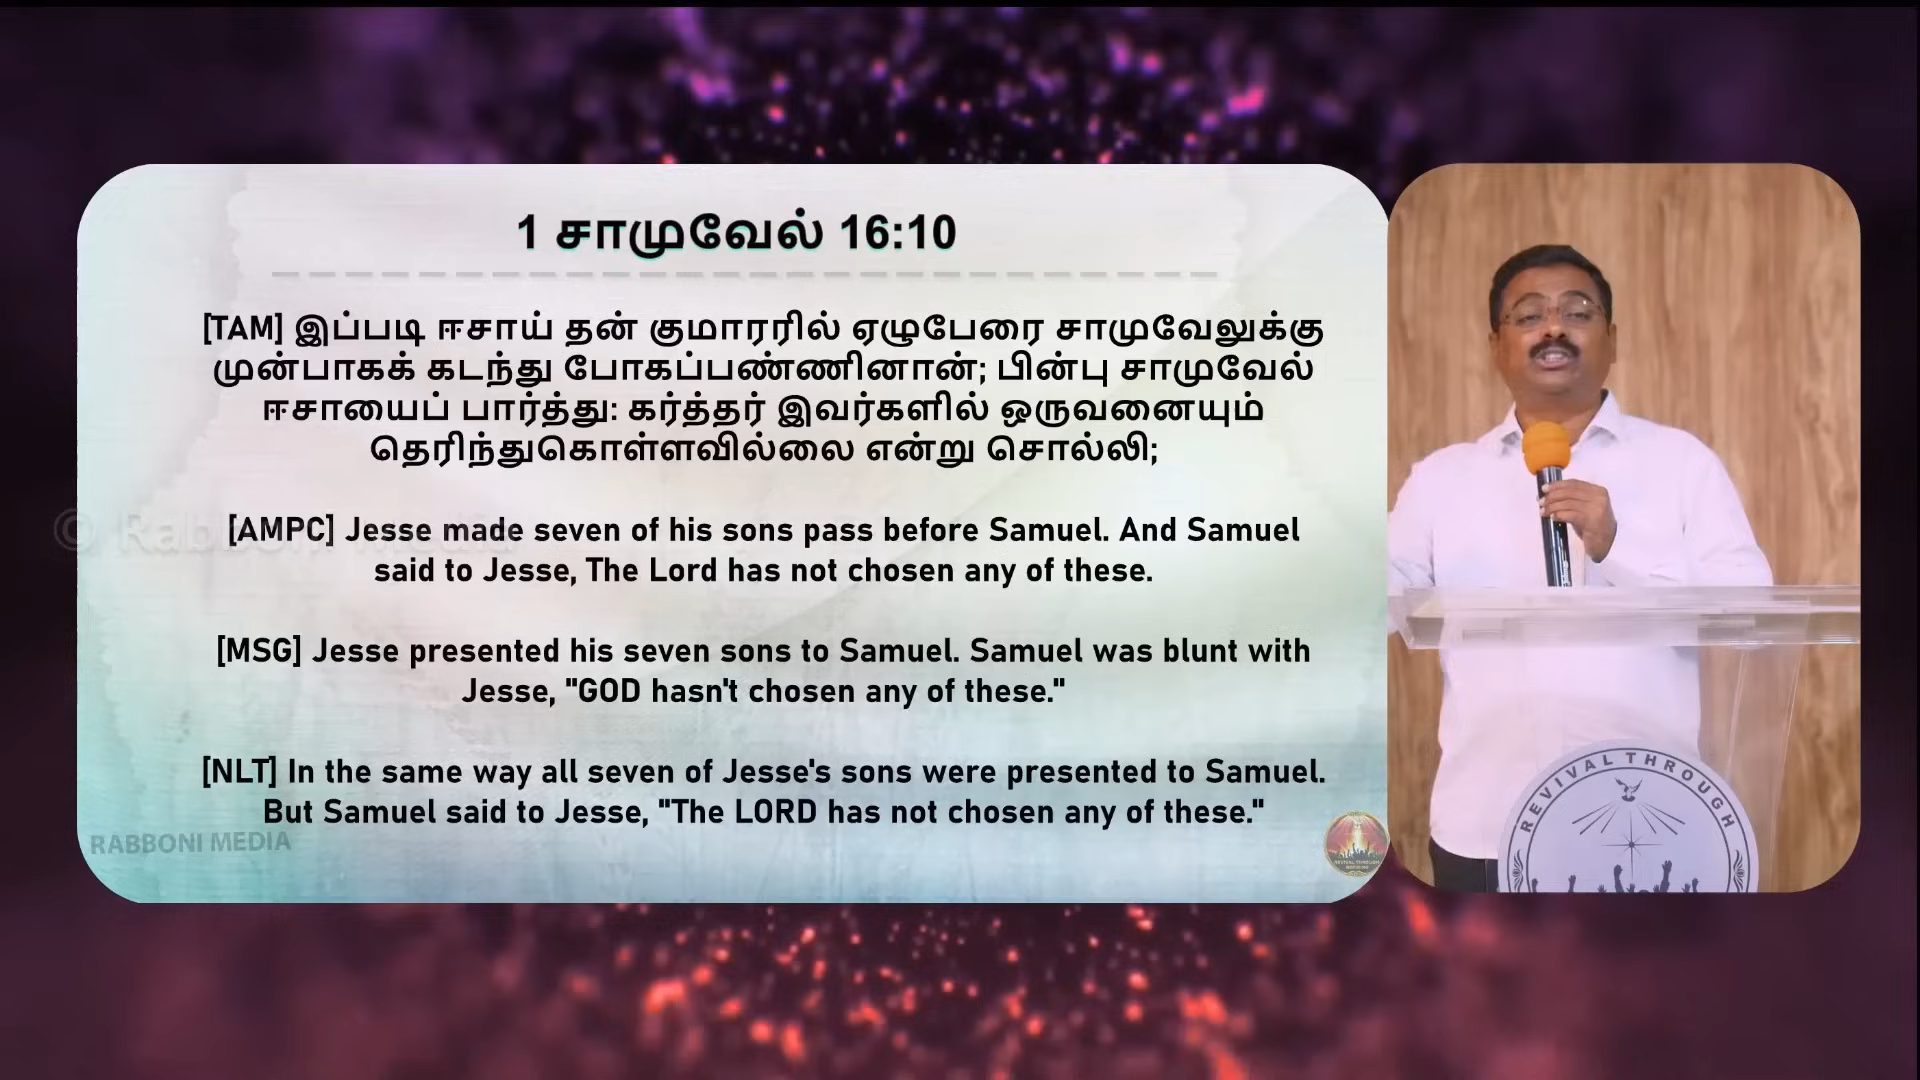 1 சாமுவேல் 16:10
[TAM] இப்படி ஈசாய் தன் குமாரரில் ஏழுபேரை சாமுவேலுக்கு
முன்பாகக் கடந்து போகப்பண்ணினான்; பின்பு சாமுவேல்
ஈசாயைப் பார்த்து: கர்த்தர் இவர்களில் ஒருவனையும்
தெரிந்துகொள்ளவில்லை என்று சொல்லி;
© Rabboni Media
[AMPC] Jesse made seven of his sons pass before Samuel. And Samuel
said to Jesse, The Lord has not chosen any of these.
[MSG] Jesse presented his seven sons to Samuel. Samuel was blunt with
Jesse, "GOD hasn't chosen any of these."
[NLT] In the same way all seven of Jesse's sons were presented to Samuel.
But Samuel said to Jesse, "The LORD has not chosen any of these."
RABBONI MEDIA
REVIVAL THROUGH
REVIVAL THROUGH